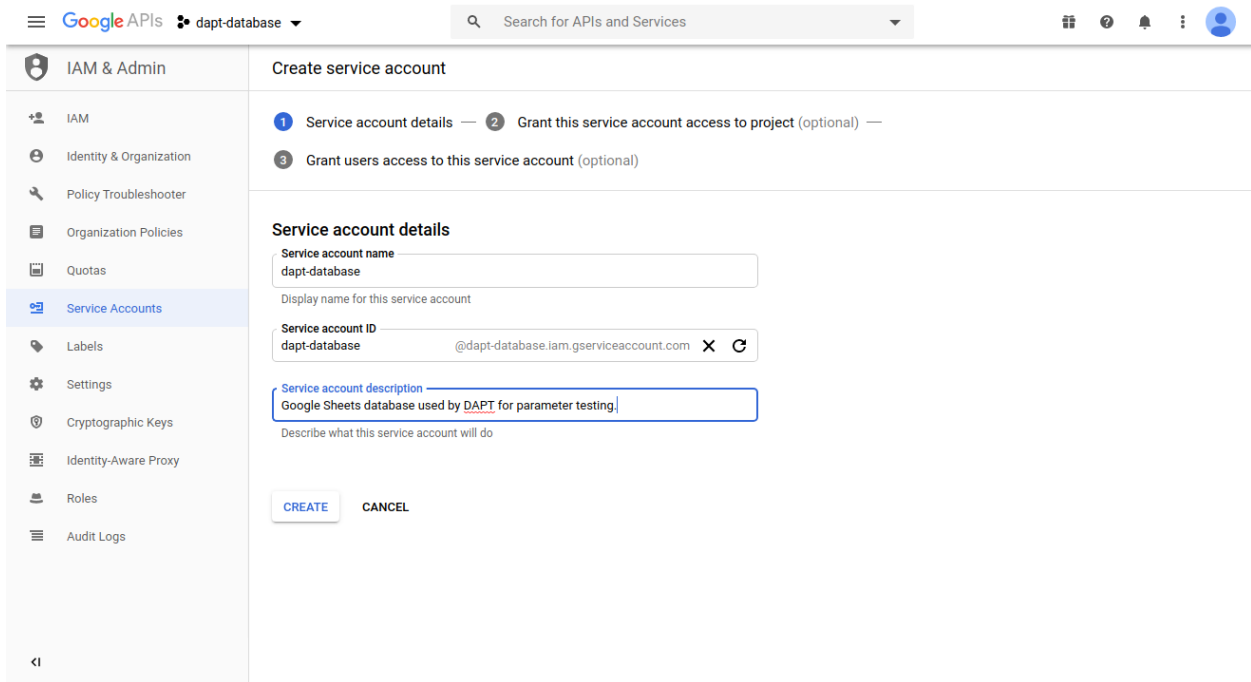 Google APIs dapt-database Search for APIs and Services
IAM & Admin
Create service account
IAM
Identity & Organization
Policy Troubleshooter
Organization Policies
Quotas
Service Accounts
Labels
Settings
Cryptographic Keys
Identity-Aware Proxy
Roles
Audit Logs
1 Service account details — 2 Grant this service account access to project (optional) —
3 Grant users access to this service account (optional)
Service account details
Service account name
dapt-database
Display name for this service account
Service account ID
dapt-database @dapt-database.iam.gserviceaccount.com
Service account description
Google Sheets database used by DAPT for parameter testing.
Describe what this service account will do
CREATE CANCEL